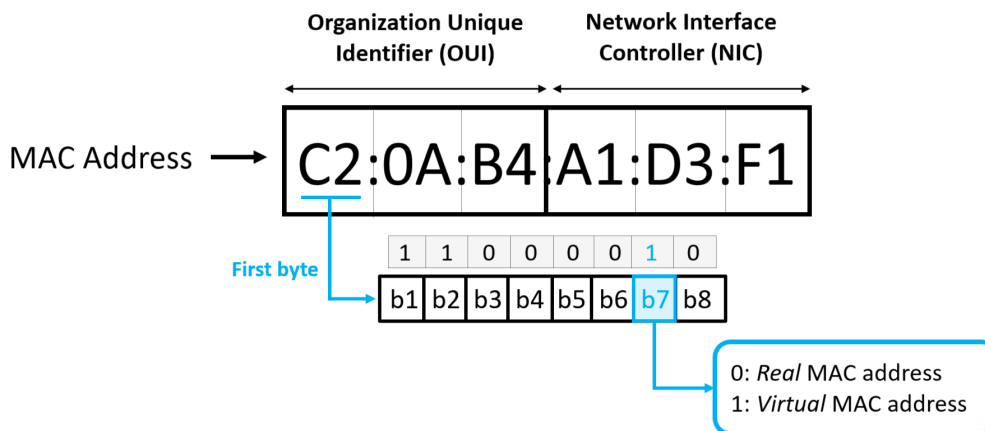 Organization Unique
Identifier (OUI)
Network Interface
Controller (NIC)
MAC Address
C2:0A:B4:A1:D3:F1
First byte
1 1 0 0 0 0 1 0
b1 b2 b3 b4 b5 b6 b7 b8
0: Real MAC address
1: Virtual MAC address